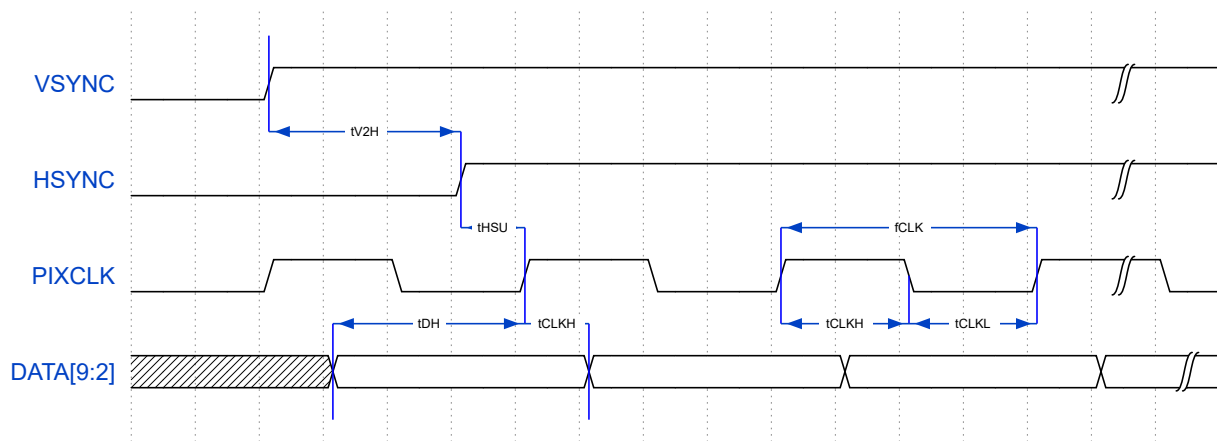 VSYNC
tV2H
HSYNC
tHSU
fCLK
PIXCLK
tDH
tCLKH
tCLKH
tCLKL
DATA[9:2]